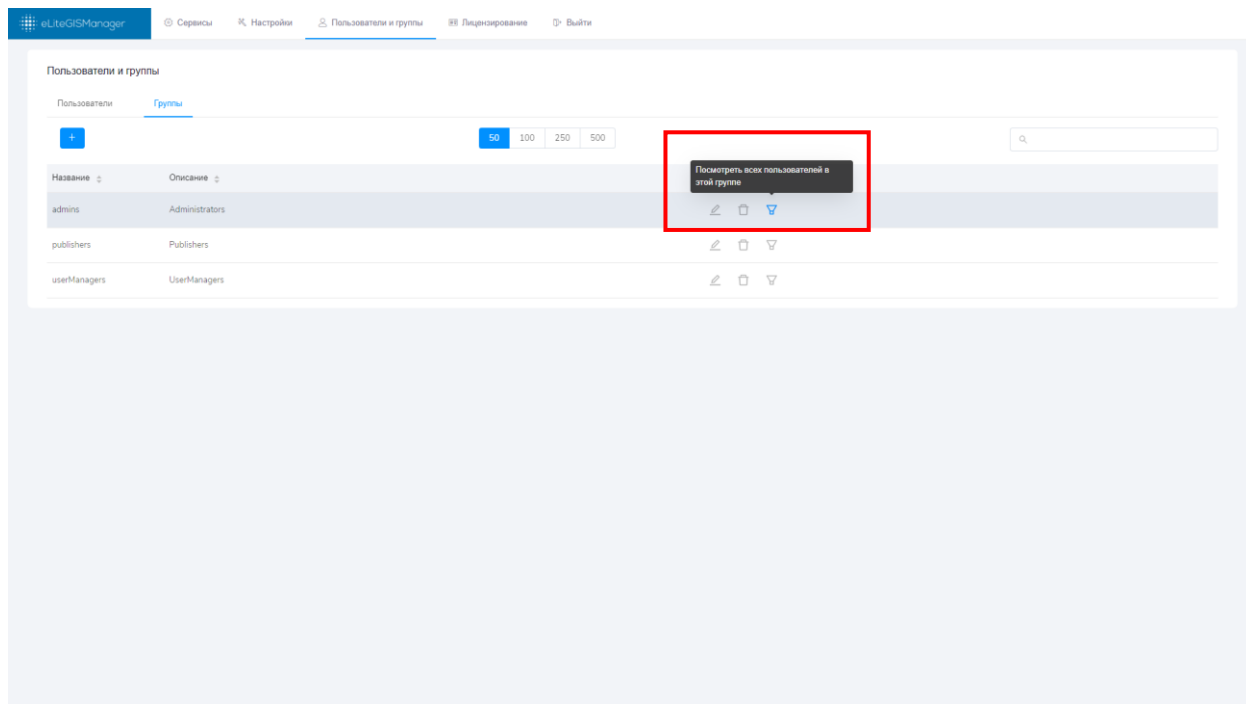 eLiteGISManager Сервисы Настройки Пользователи и группы Лицензирование Выйти
Пользователи и группы
Пользователи Группы
+ 50 100 250 500
Название Описание
Посмотреть всех пользователей в
этой группе
admins Administrators
publishers Publishers
userManagers UserManagers